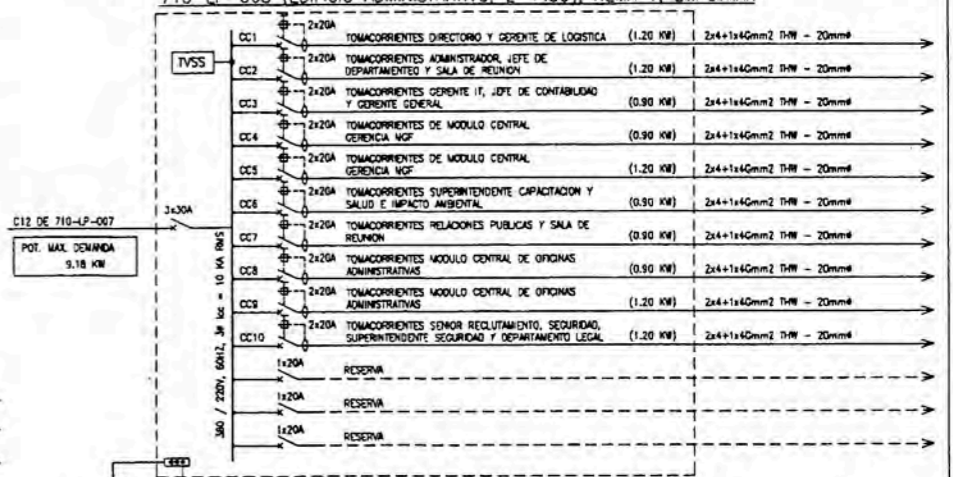 TVSS
C12 DE 710-LP-007
POT. MAX. DEMANDA
9.18 KW
3x30A
380 / 220V, 60HZ, 3ø Icc = 10 KA RMS
CC1 2x20A TOMACORRIENTES DIRECTORIO Y GERENTE DE LOGISTICA (1.20 KW) 2x4+1x4Gmm2 THW - 20mmø
CC2 2x20A TOMACORRIENTES ADMINISTRADOR, JEFE DE
DEPARTAMENTEO Y SALA DE REUNION (1.20 KW) 2x4+1x4Gmm2 THW - 20mmø
CC3 2x20A TOMACORRIENTES GERENTE IT, JEFE DE CONTABILIDAD
Y GERENTE GENERAL (0.90 KW) 2x4+1x4Gmm2 THW - 20mmø
CC4 2x20A TOMACORRIENTES DE MODULO CENTRAL
GERENCIA MGF (0.90 KW) 2x4+1x4Gmm2 THW - 20mmø
CC5 2x20A TOMACORRIENTES DE MODULO CENTRAL
GERENCIA MGF (1.20 KW) 2x4+1x4Gmm2 THW - 20mmø
CC6 2x20A TOMACORRIENTES SUPERINTENDENTE CAPACITACION Y
SALUD E IMPACTO AMBIENTAL (0.90 KW) 2x4+1x4Gmm2 THW - 20mmø
CC7 2x20A TOMACORRIENTES RELACIONES PUBLICAS Y SALA DE
REUNION (0.90 KW) 2x4+1x4Gmm2 THW - 20mmø
CC8 2x20A TOMACORRIENTES MODULO CENTRAL DE OFICINAS
ADMINISTRATIVAS (0.90 KW) 2x4+1x4Gmm2 THW - 20mmø
CC9 2x20A TOMACORRIENTES MODULO CENTRAL DE OFICINAS
ADMINISTRATIVAS (1.20 KW) 2x4+1x4Gmm2 THW - 20mmø
CC10 2x20A TOMACORRIENTES SENIOR RECLUTAMIENTO, SEGURIDAD,
SUPERINTENDENTE SEGURIDAD Y DEPARTAMENTO LEGAL (1.20 KW) 2x4+1x4Gmm2 THW - 20mmø
1x20A RESERVA
1x20A RESERVA
1x20A RESERVA